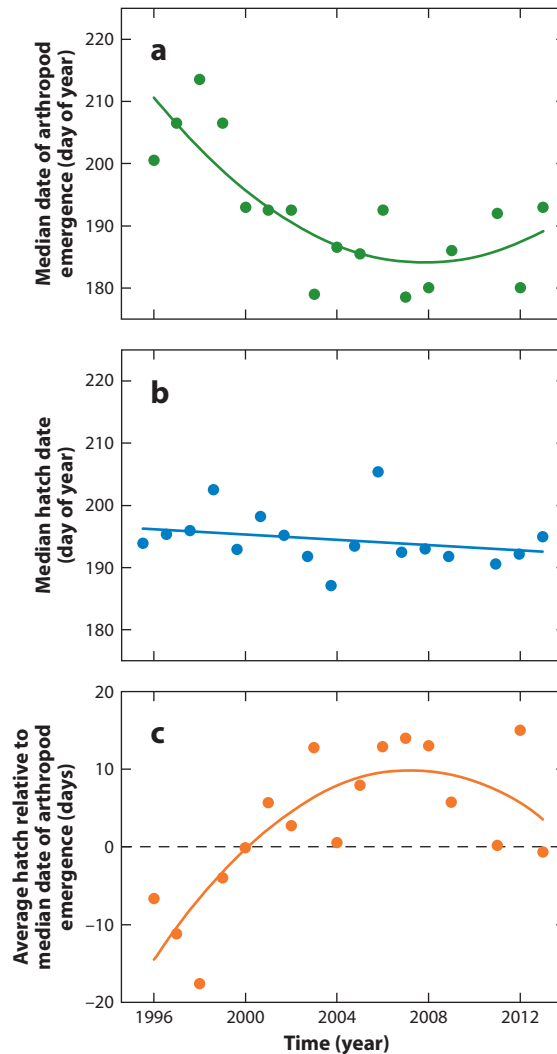 a
Median date of arthropod
emergence (day of year)
220
210
200
190
180
b
Median hatch date
(day of year)
220
210
200
190
180
c
Average hatch relative to
median date of arthropod
emergence (days)
20
10
0
−10
−20
1996 2000 2004 2008 2012
Time (year)